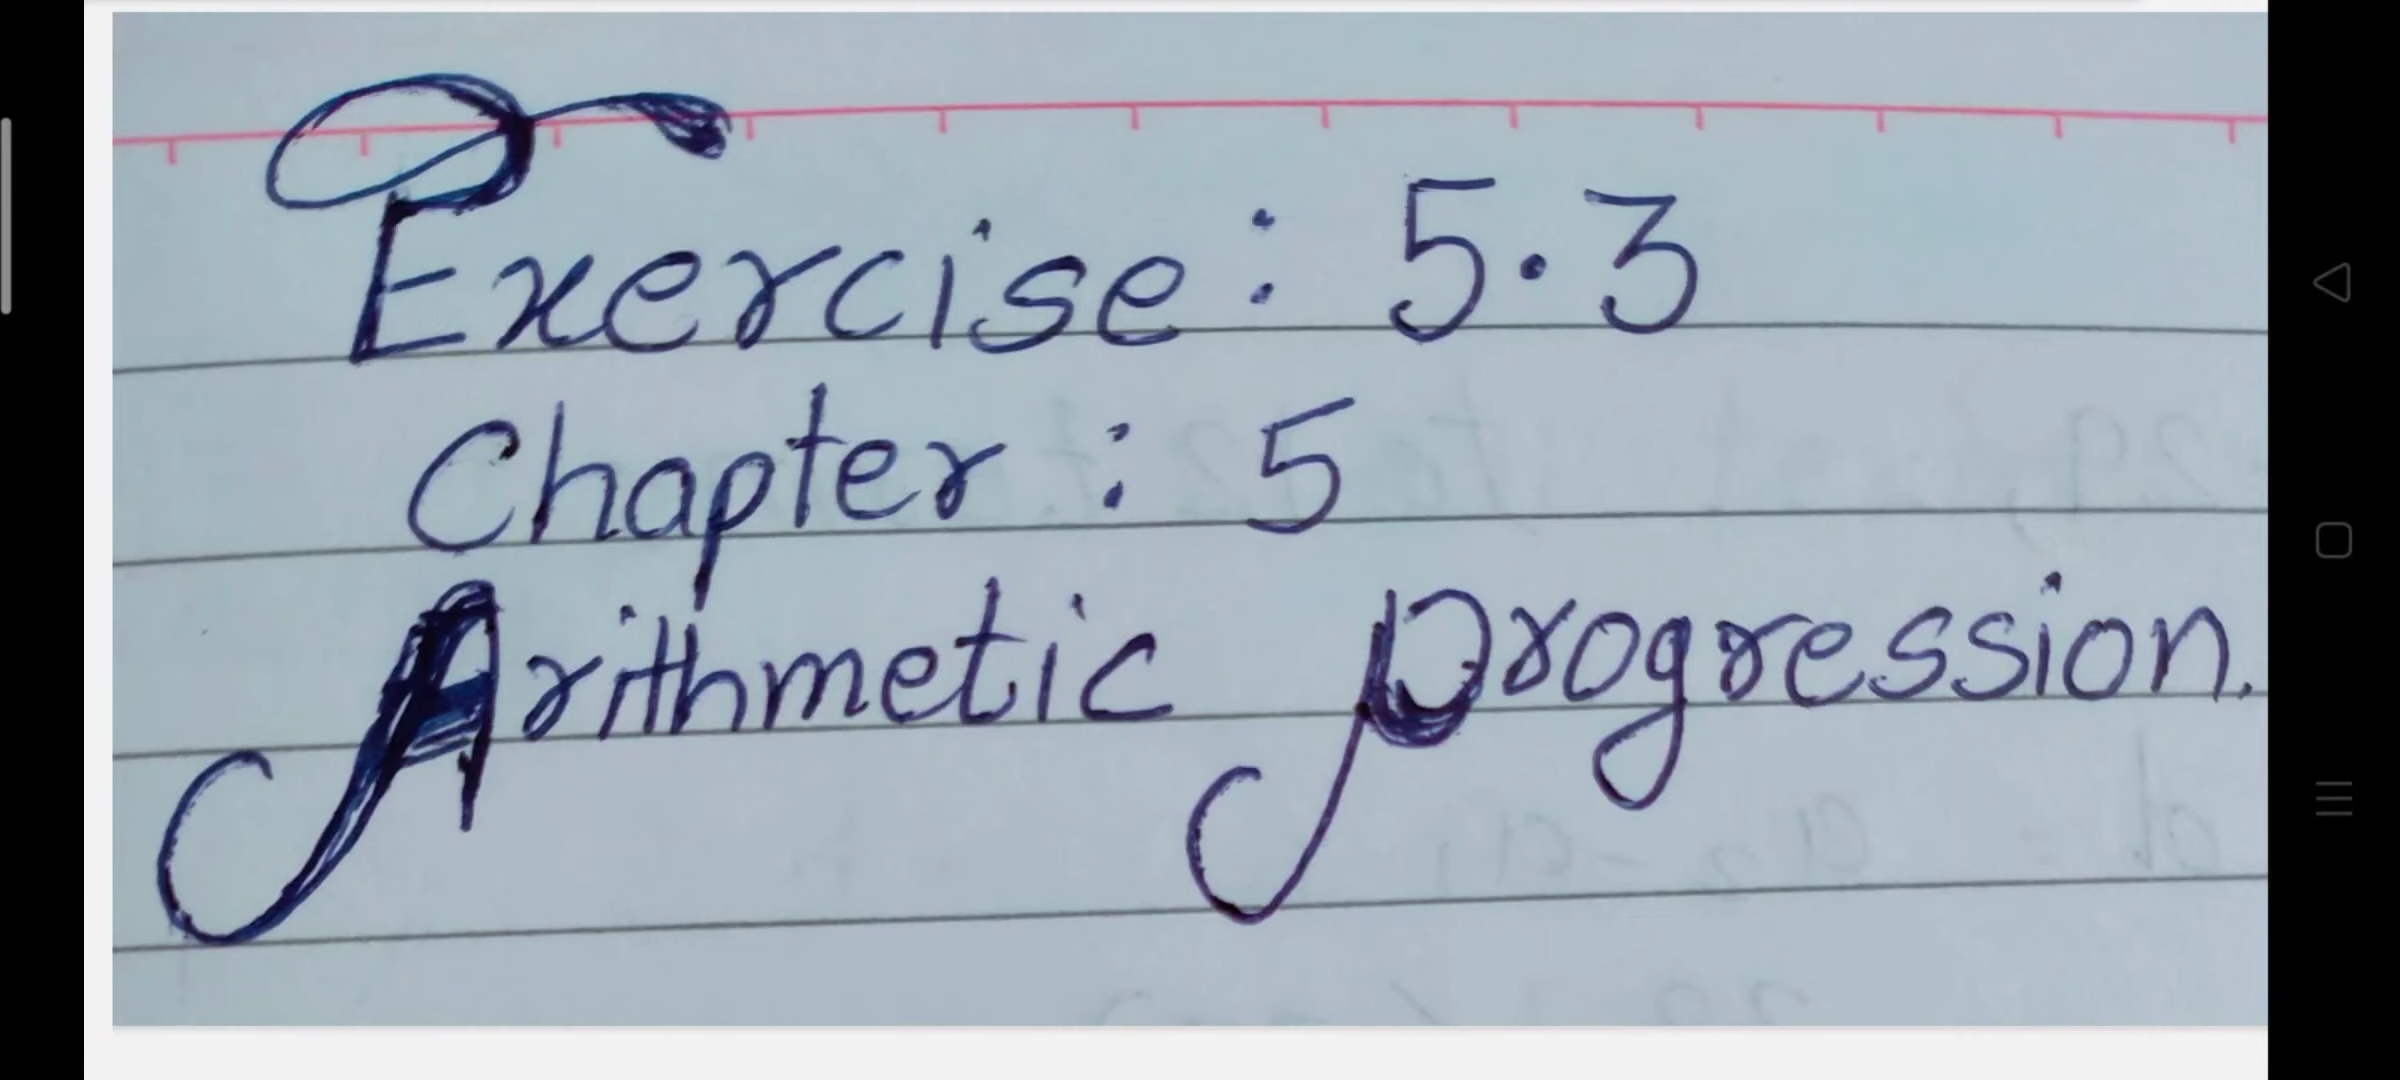 Exercise: 5.3
Chapter : 5
Arithmetic progression.